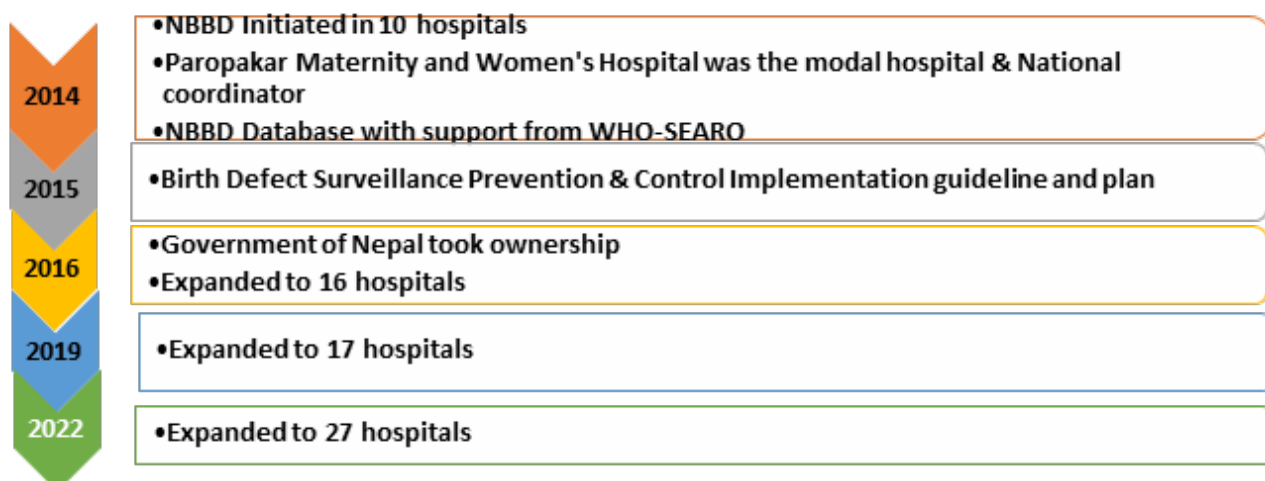 2014
•NBBD Initiated in 10 hospitals
•Paropakar Maternity and Women's Hospital was the modal hospital & National
coordinator
•NBBD Database with support from WHO-SEARO
2015
•Birth Defect Surveillance Prevention & Control Implementation guideline and plan
2016
•Government of Nepal took ownership
•Expanded to 16 hospitals
2019
•Expanded to 17 hospitals
2022
•Expanded to 27 hospitals